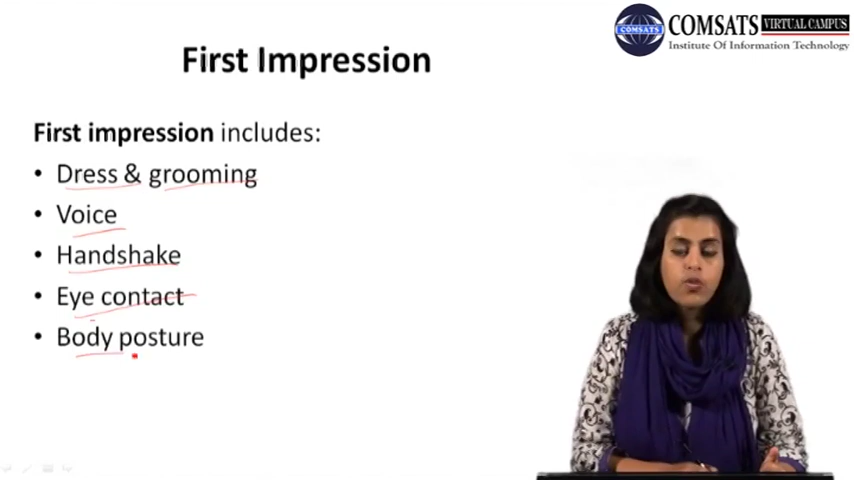 COMSATS VIRTUAL CAMPUS
Institute Of Information Technology
COMSATS
First Impression
First impression includes:
• Dress & grooming
• Voice
• Handshake
• Eye contact
• Body posture